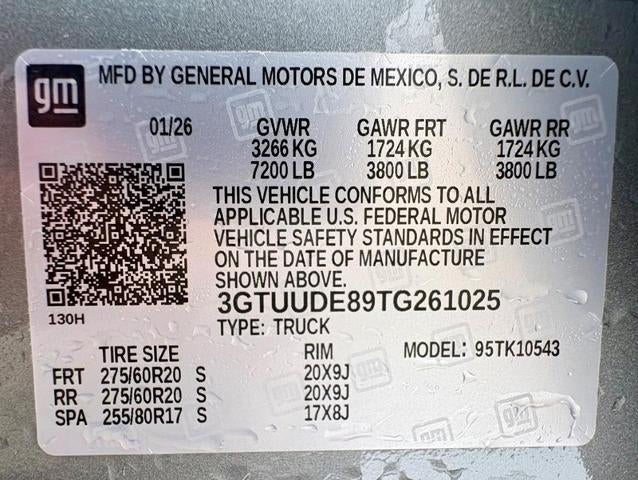 gm
MFD BY GENERAL MOTORS DE MEXICO, S. DE R.L. DE C.V.
01/26 GVWR GAWR FRT GAWR RR
3266 KG 1724 KG 1724 KG
7200 LB 3800 LB 3800 LB
THIS VEHICLE CONFORMS TO ALL
APPLICABLE U.S. FEDERAL MOTOR
VEHICLE SAFETY STANDARDS IN EFFECT
ON THE DATE OF MANUFACTURE
SHOWN ABOVE.
3GTUUDE89TG261025
130H
TYPE: TRUCK
TIRE SIZE RIM MODEL: 95TK10543
FRT 275/60R20 S 20X9J
RR 275/60R20 S 20X9J
SPA 255/80R17 S 17X8J